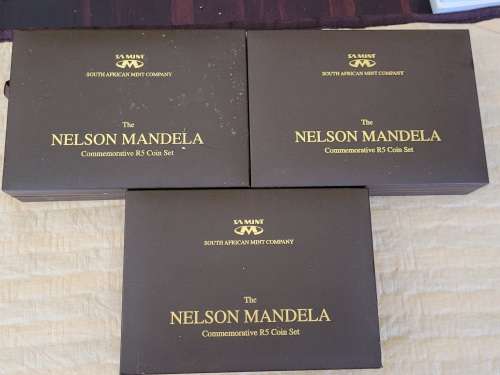 SA MINT
SOUTH AFRICAN MINT COMPANY
The
NELSON MANDELA
Commemorative R5 Coin Set
SA MINT
SOUTH AFRICAN MINT COMPANY
The
NELSON MANDELA
Commemorative R5 Coin Set
SA MINT
SOUTH AFRICAN MINT COMPANY
The
NELSON MANDELA
Commemorative R5 Coin Set